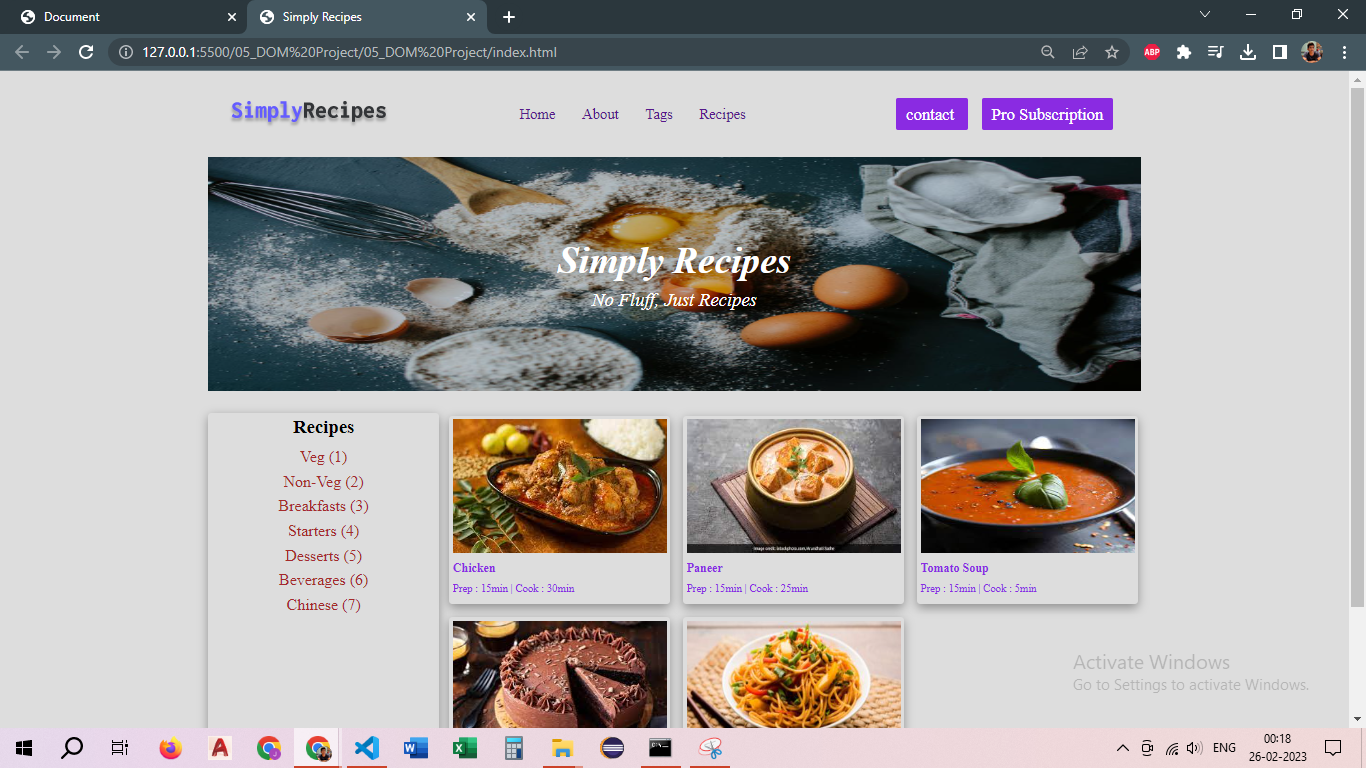 Document
Simply Recipes
127.0.0.1:5500/05_DOM%20Project/05_DOM%20Project/index.html
ABP
SimplyRecipes
Home About Tags Recipes
contact Pro Subscription
Simply Recipes
No Fluff, Just Recipes
Recipes
Veg (1)
Non-Veg (2)
Breakfasts (3)
Starters (4)
Desserts (5)
Beverages (6)
Chinese (7)
Chicken
Prep : 15min | Cook : 30min
Paneer
Prep : 15min | Cook : 25min
Tomato Soup
Prep : 15min | Cook : 5min
Activate Windows
Go to Settings to activate Windows.
ENG
00:18
26-02-2023